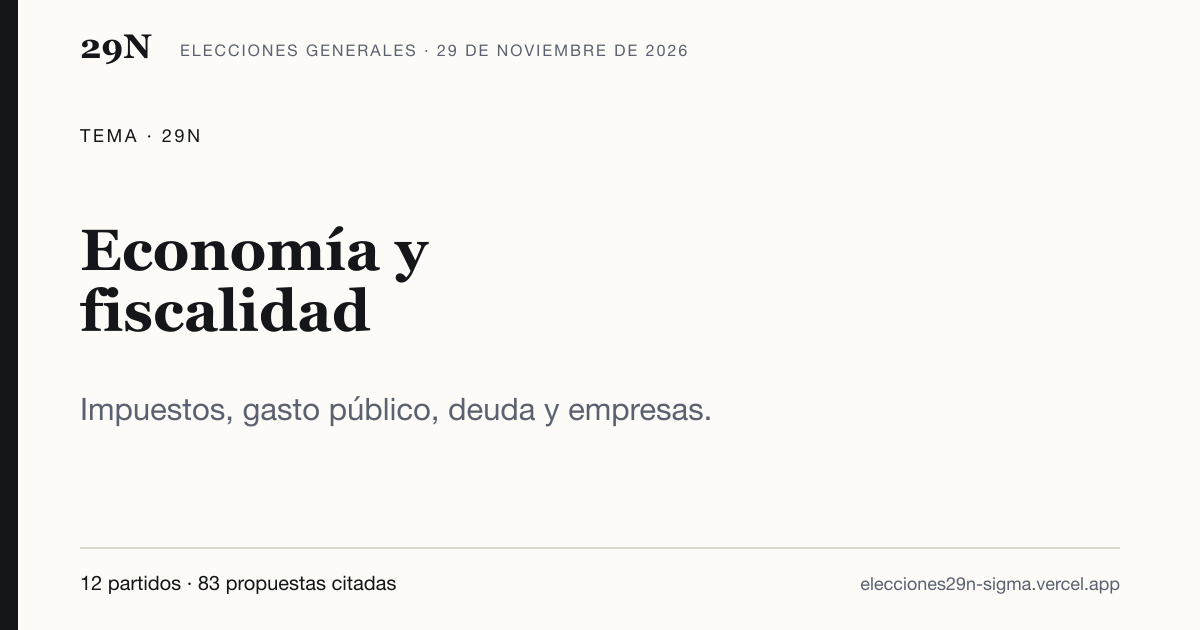 29N ELECCIONES GENERALES · 29 DE NOVIEMBRE DE 2026
TEMA · 29N
Economía y
fiscalidad
Impuestos, gasto público, deuda y empresas.
12 partidos · 83 propuestas citadas
elecciones29n-sigma.vercel.app